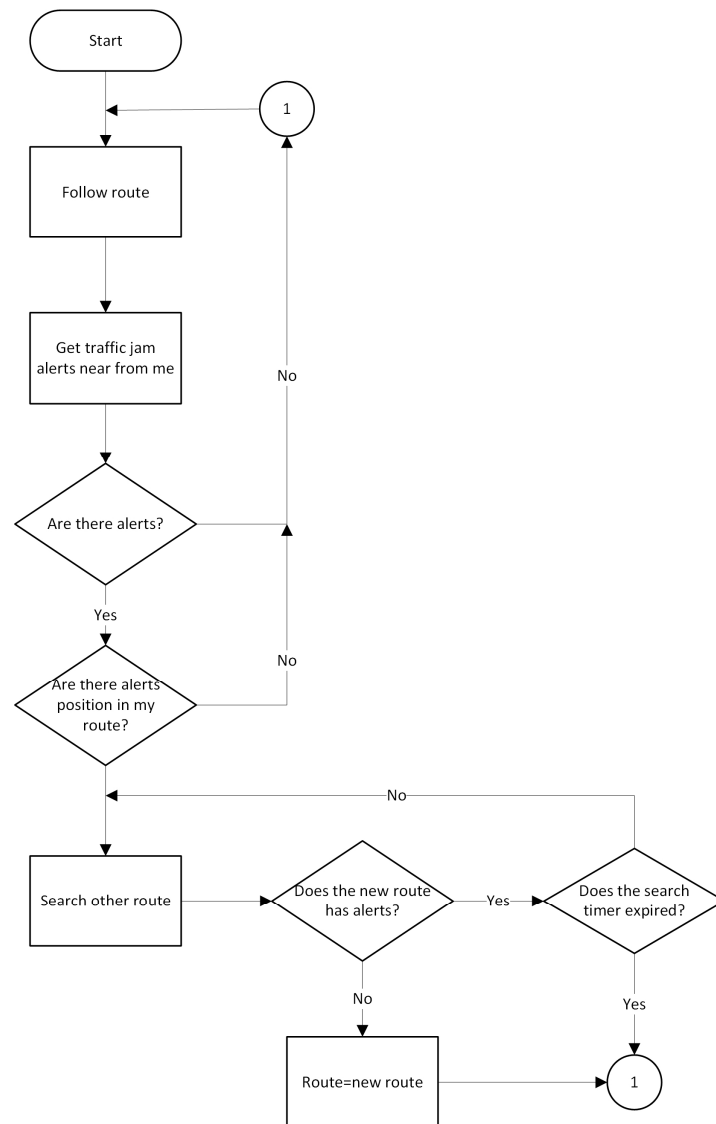 Start
1
Follow route
Get traffic jam
alerts near from me
No
Are there alerts?
Yes
No
Are there alerts
position in my
route?
No
Search other route
Does the new route
has alerts?
Yes
Does the search
timer expired?
No
Yes
Route=new route
1